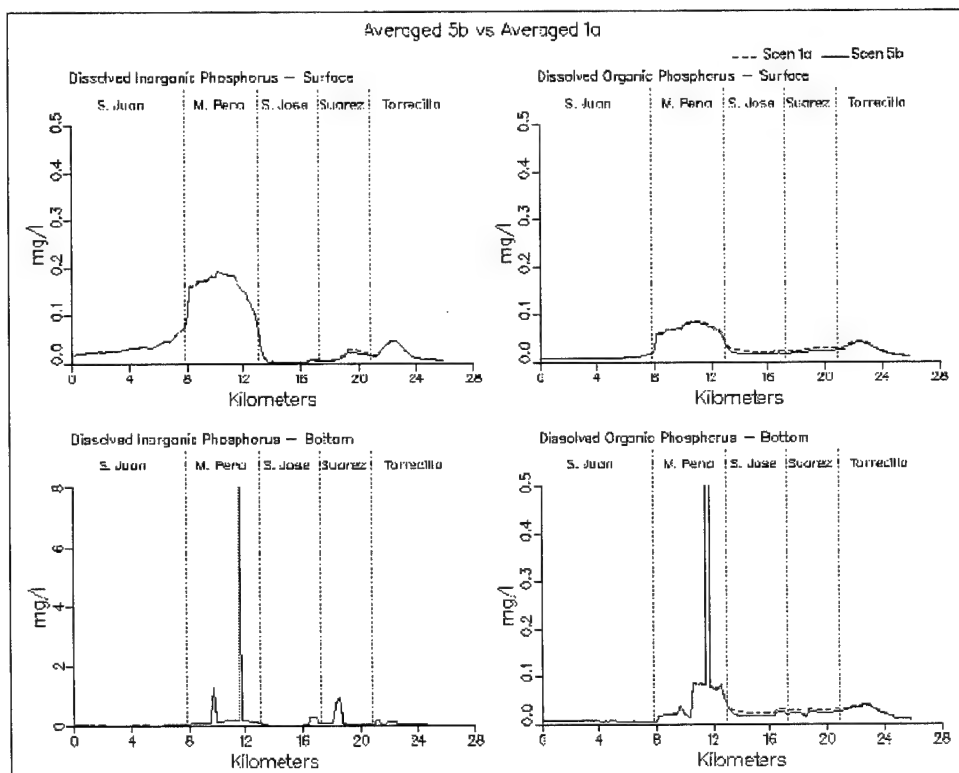 Averaged 5b vs Averaged 1a
Scen 1a Scen 5b
Dissolved Inorganic Phosphorus – Surface
S. Juan M. Pena S. Jose Suarez Torrecilla
mg/l
0.5
0.4
0.3
0.2
0.1
0.0
0 4 8 12 16 20 24 28
Kilometers
Dissolved Organic Phosphorus – Surface
S. Juan M. Pena S. Jose Suarez Torrecilla
mg/l
0.5
0.4
0.3
0.2
0.1
0.0
0 4 8 12 16 20 24 28
Kilometers
Dissolved Inorganic Phosphorus – Bottom
S. Juan M. Pena S. Jose Suarez Torrecilla
mg/l
8
6
4
2
0
0 4 8 12 16 20 24 28
Kilometers
Dissolved Organic Phosphorus – Bottom
S. Juan M. Pena S. Jose Suarez Torrecilla
mg/l
0.5
0.4
0.3
0.2
0.1
0.0
0 4 8 12 16 20 24 28
Kilometers